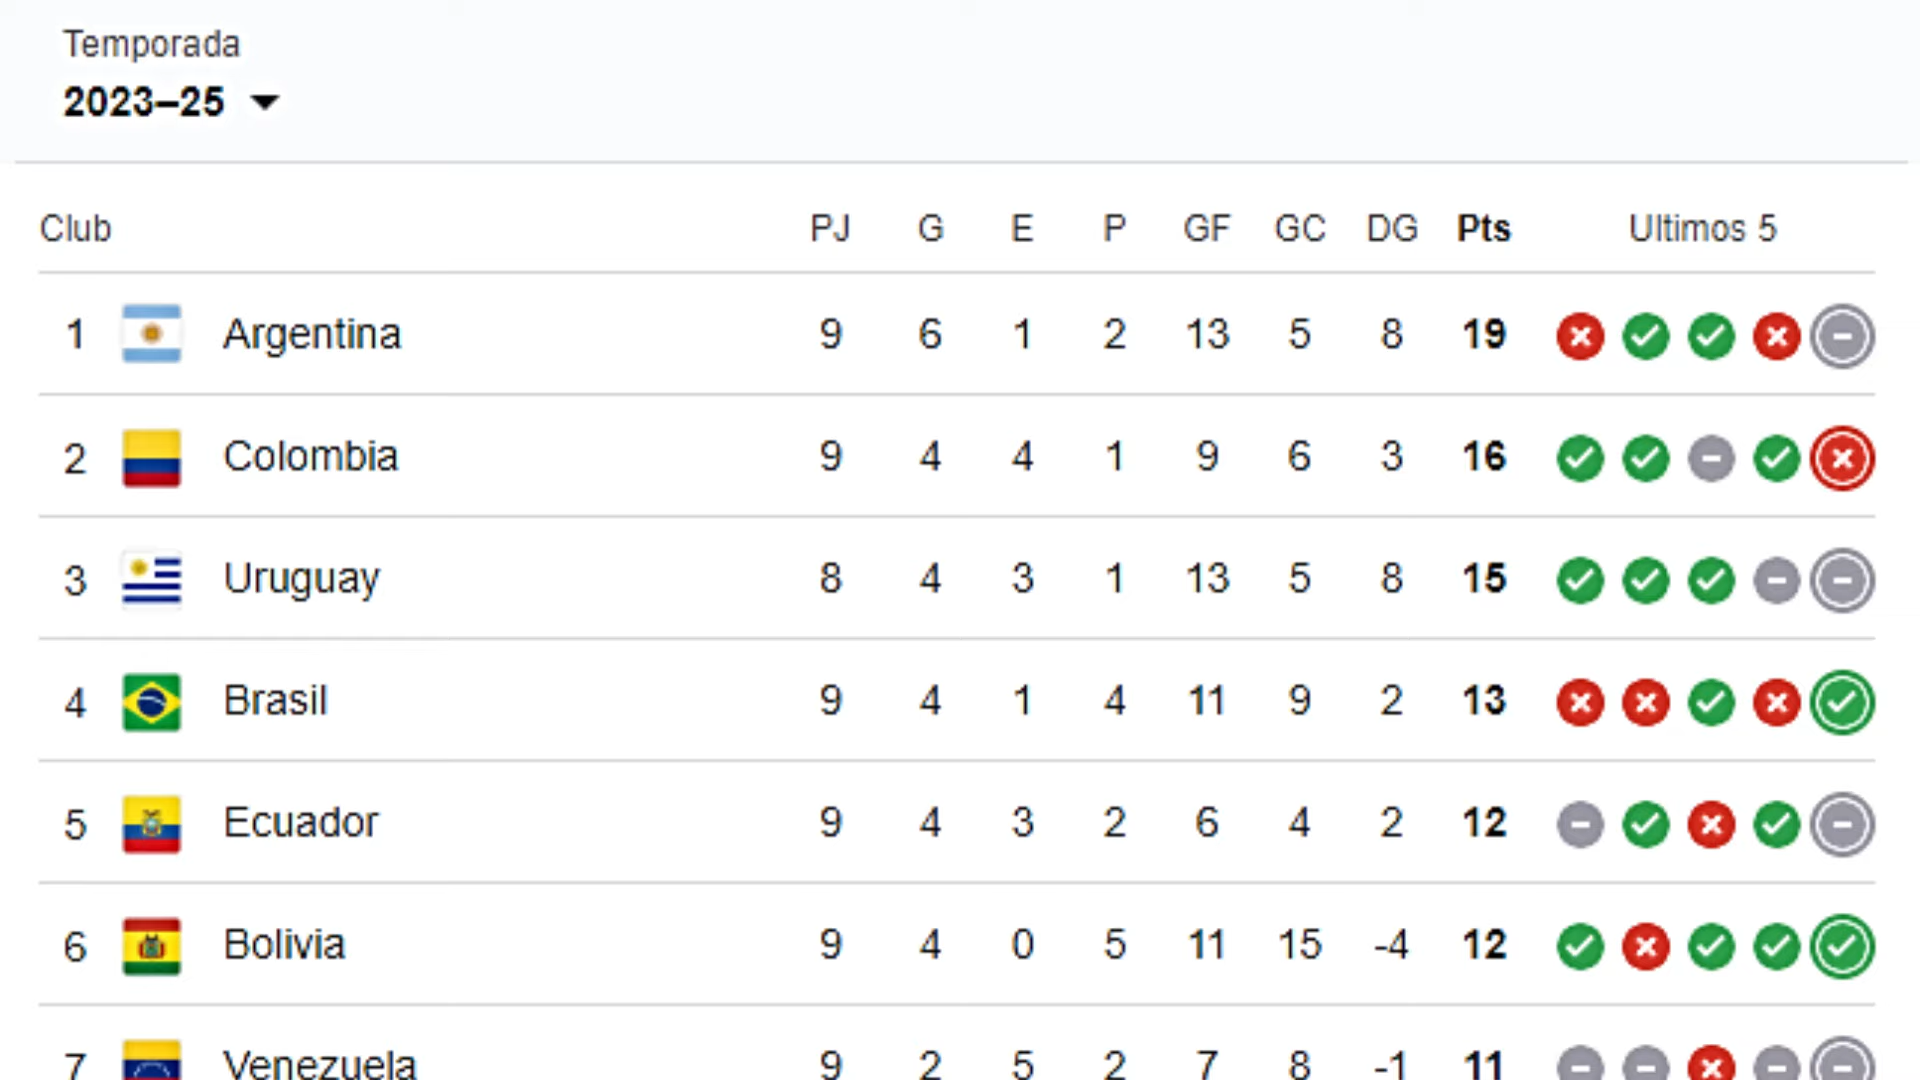 Temporada
2023–25
Club PJ G E P GF GC DG Pts Ultimos 5
1 Argentina 9 6 1 2 13 5 8 19
2 Colombia 9 4 4 1 9 6 3 16
3 Uruguay 8 4 3 1 13 5 8 15
4 Brasil 9 4 1 4 11 9 2 13
5 Ecuador 9 4 3 2 6 4 2 12
6 Bolivia 9 4 0 5 11 15 -4 12
7 Venezuela 9 2 5 2 7 8 -1 11